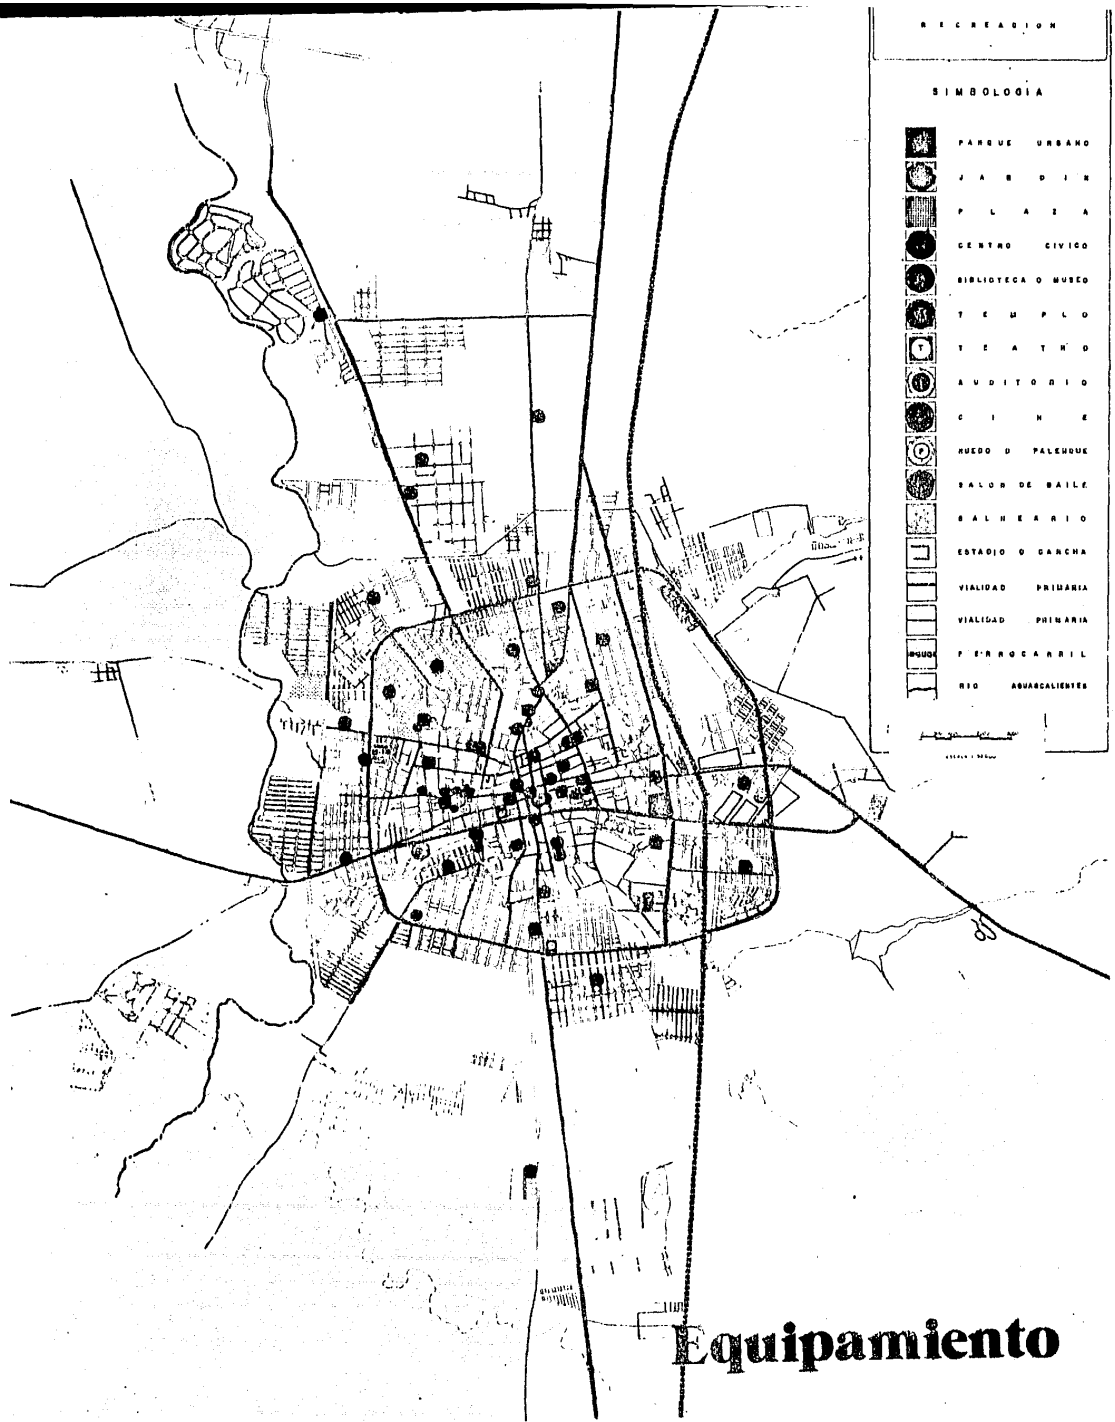 RECREACION
SIMBOLOGIA
PARQUE URBANO
JARDIN
PLAZA
CENTRO CIVICO
BIBLIOTECA O MUSEO
TEMPLO
TEATRO
AUDITORIO
CINE
RUEDO O PALENQUE
SALON DE BAILE
BALNEARIO
ESTADIO O CANCHA
VIALIDAD PRIMARIA
VIALIDAD PRIMARIA
FERROCARRIL
RIO AGUASCALIENTES
Equipamiento